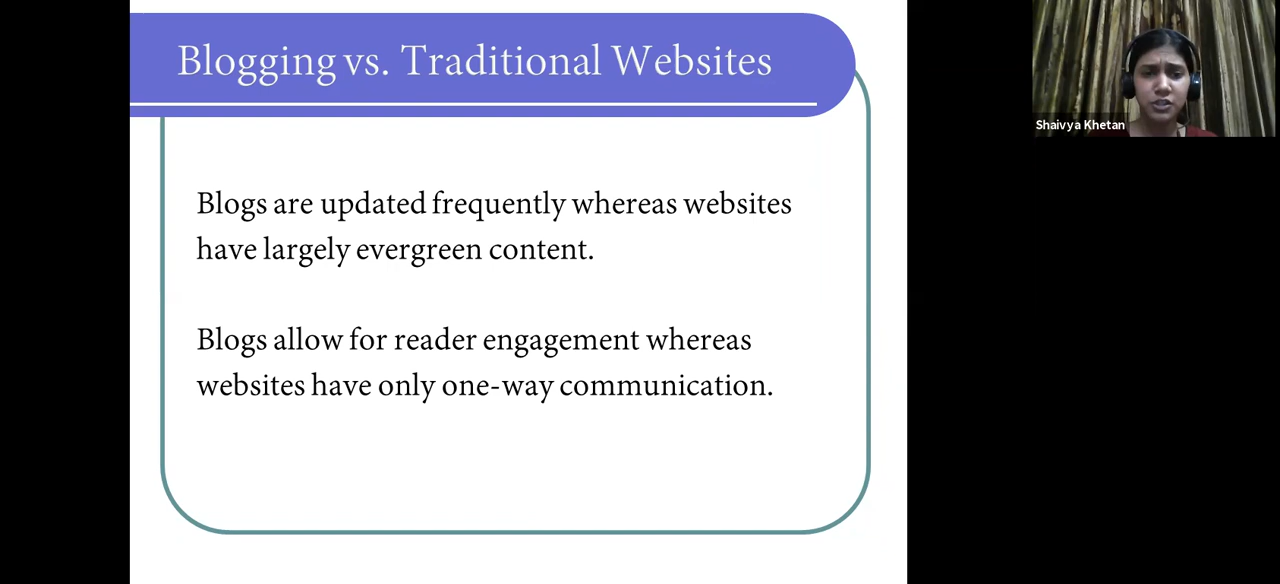 Blogging vs. Traditional Websites
Blogs are updated frequently whereas websites
have largely evergreen content.
Blogs allow for reader engagement whereas
websites have only one-way communication.
Shaivya Khetan